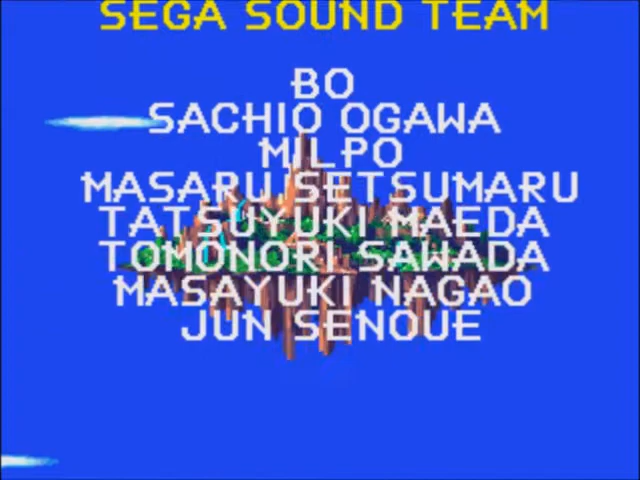 SEGA SOUND TEAM
BO
SACHIO OGAWA
MILPO
MASARU SETSUMARU
TATSUYUKI MAEDA
TOMONORI SAWADA
MASAYUKI NAGAO
JUN SENOUE